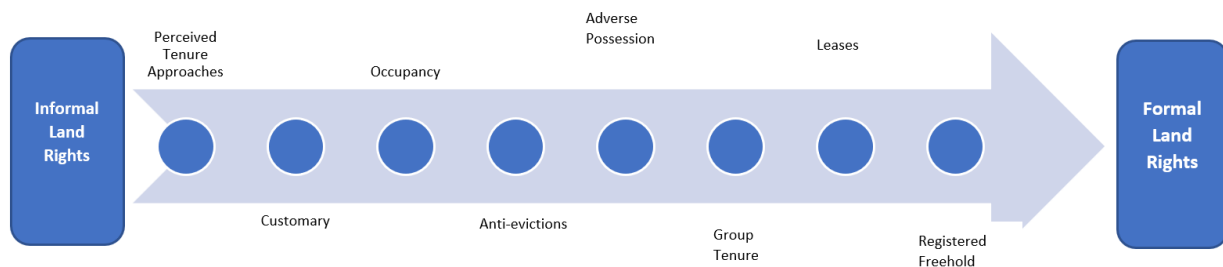 Informal
Land
Rights
Perceived
Tenure
Approaches
Customary
Occupancy
Anti-evictions
Adverse
Possession
Group
Tenure
Leases
Registered
Freehold
Formal
Land
Rights